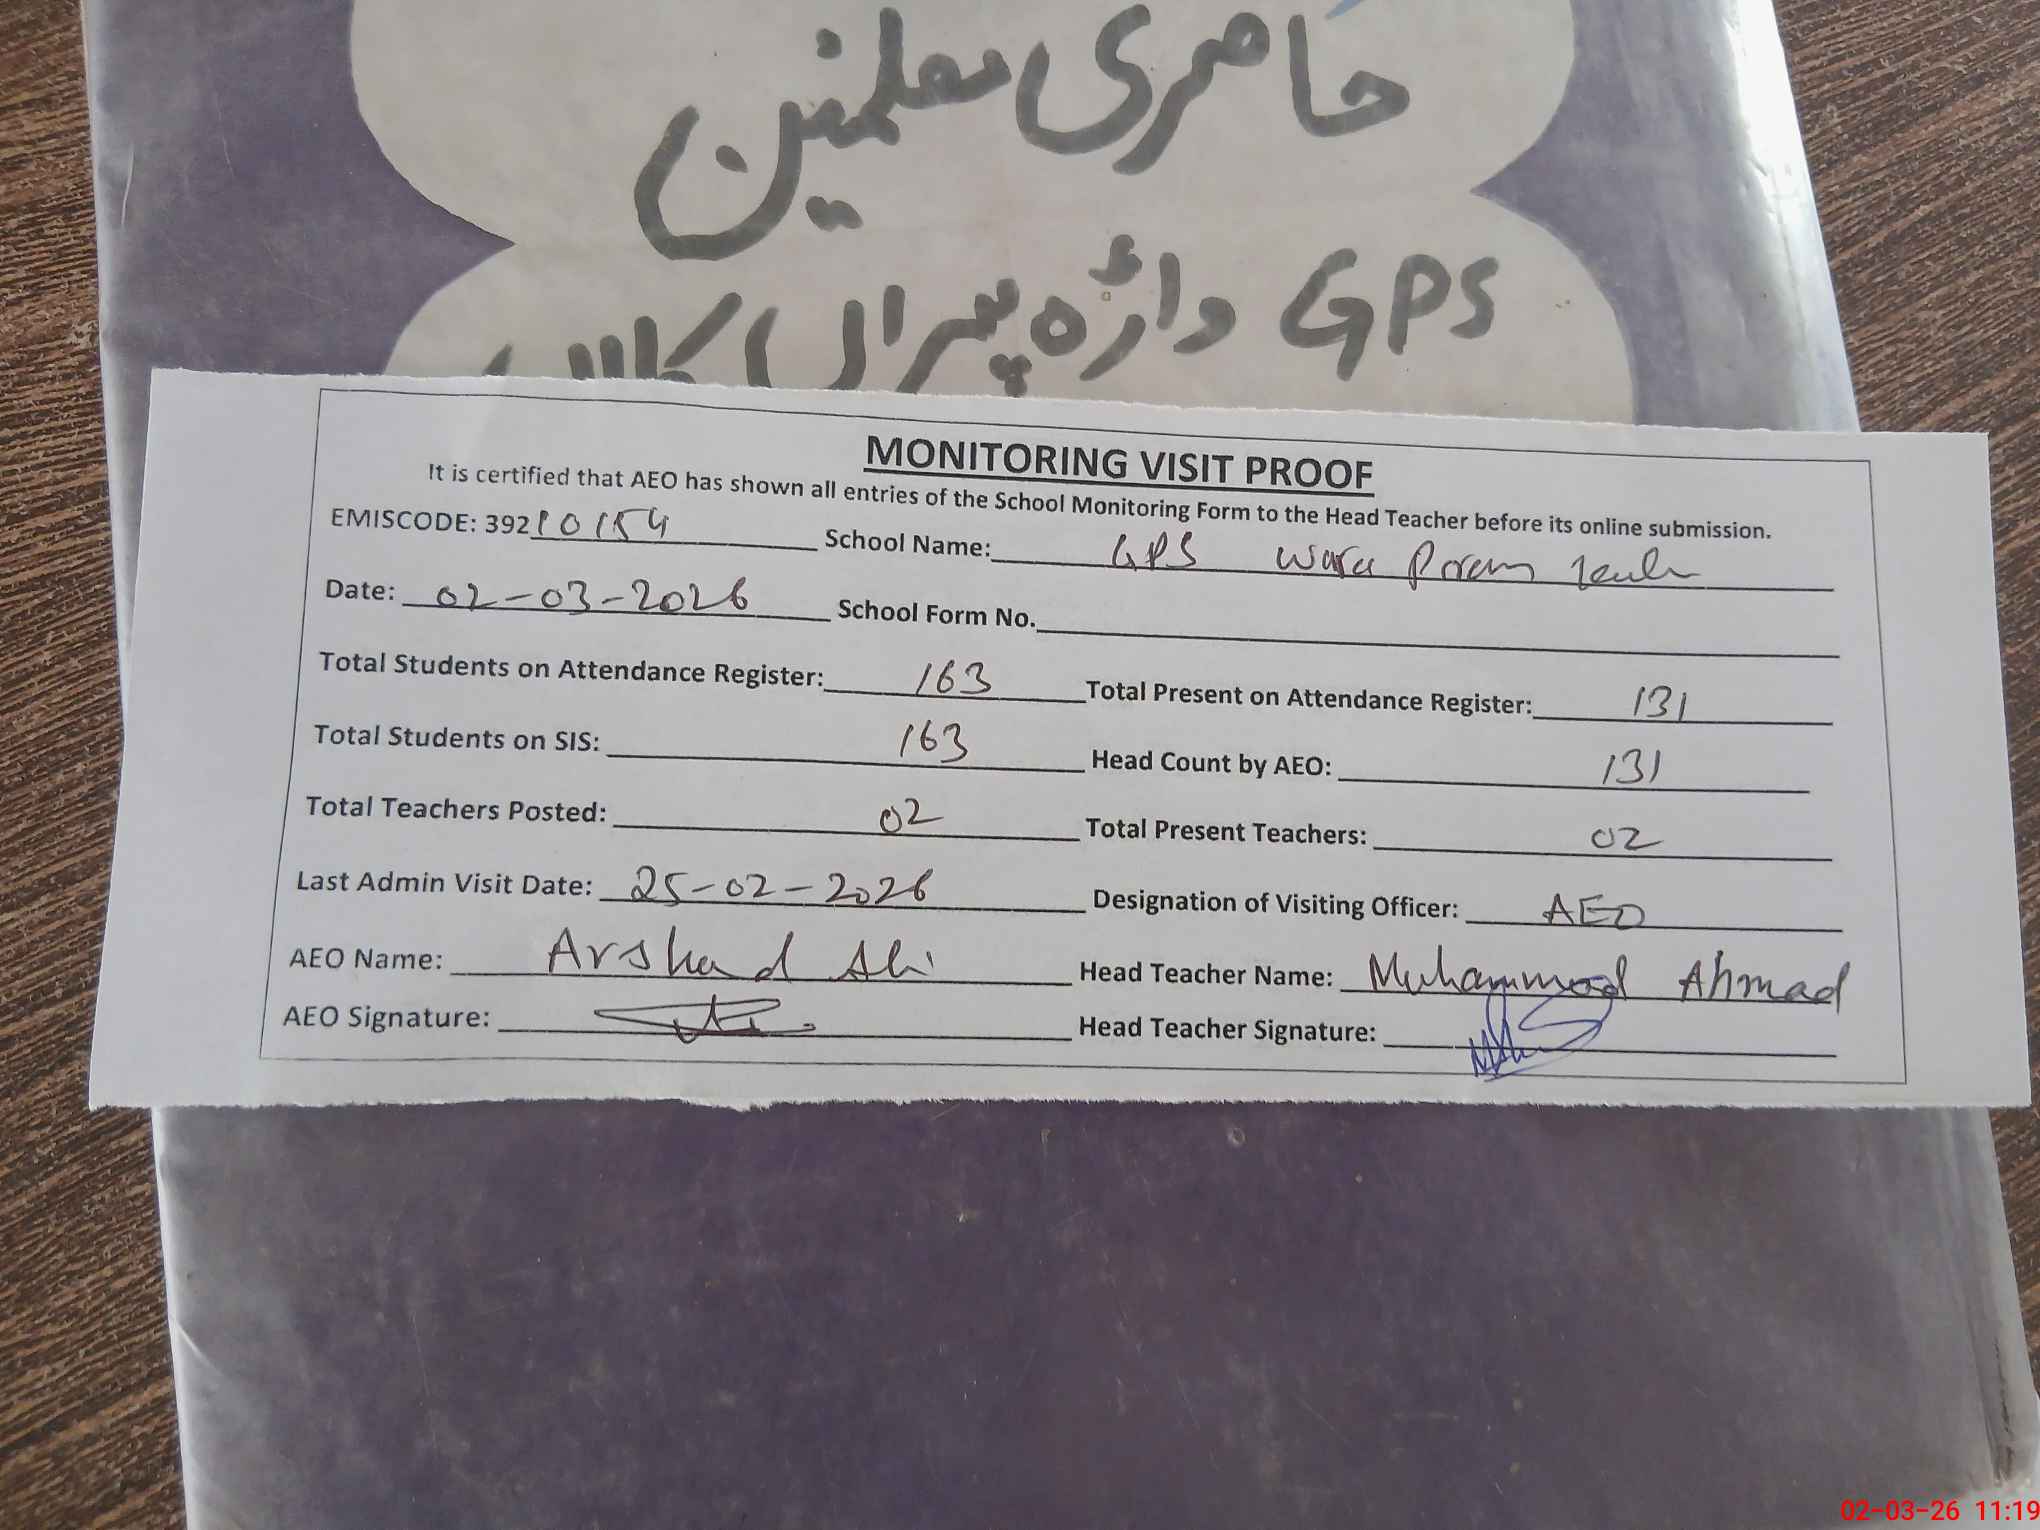 حاضری معلمین
GPS واڑہ پیراں کلاں
MONITORING VISIT PROOF
It is certified that AEO has shown all entries of the School Monitoring Form to the Head Teacher before its online submission.
EMISCODE: 39210154 School Name: GPS Wara
Date: 02-03-2026 School Form No.
Total Students on Attendance Register: 163 Total Present on Attendance Register: 131
Total Students on SIS: 163 Head Count by AEO: 131
Total Teachers Posted: 02 Total Present Teachers: 02
Last Admin Visit Date: 25-02-2026 Designation of Visiting Officer: AEO
AEO Name: Arshad Ali Head Teacher Name: Muhammad Ahmad
AEO Signature: Head Teacher Signature:
02-03-26 11:19